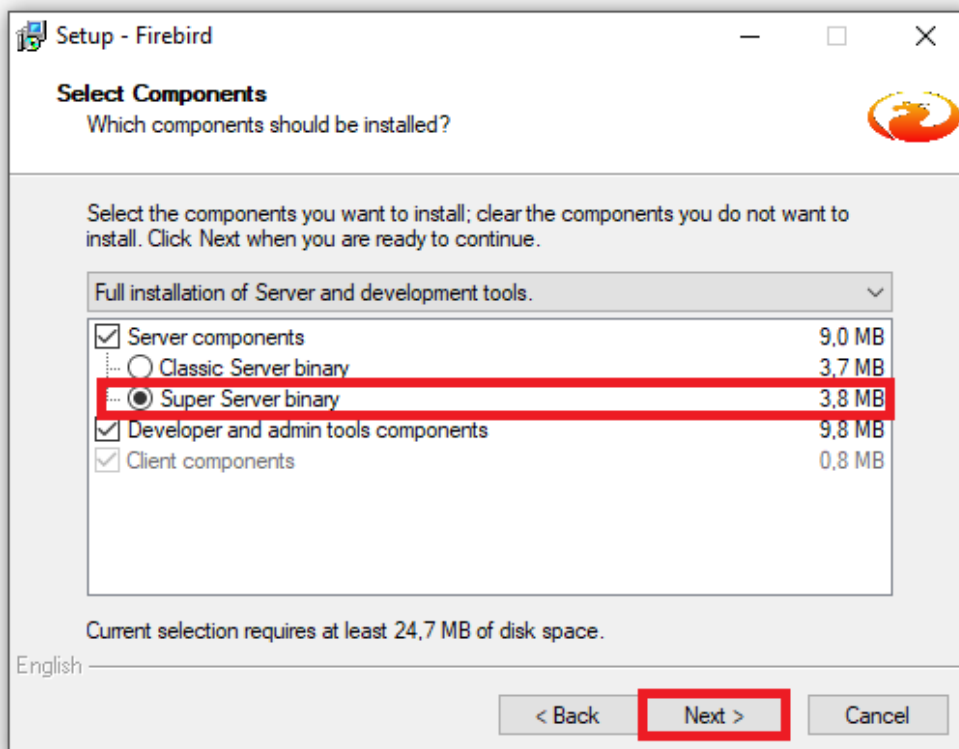 Setup - Firebird
Select Components
Which components should be installed?
Select the components you want to install; clear the components you do not want to
install. Click Next when you are ready to continue.
Full installation of Server and development tools.
Server components 9,0 MB
Classic Server binary 3,7 MB
Super Server binary 3,8 MB
Developer and admin tools components 9,8 MB
Client components 0,8 MB
Current selection requires at least 24,7 MB of disk space.
English
< Back Next > Cancel